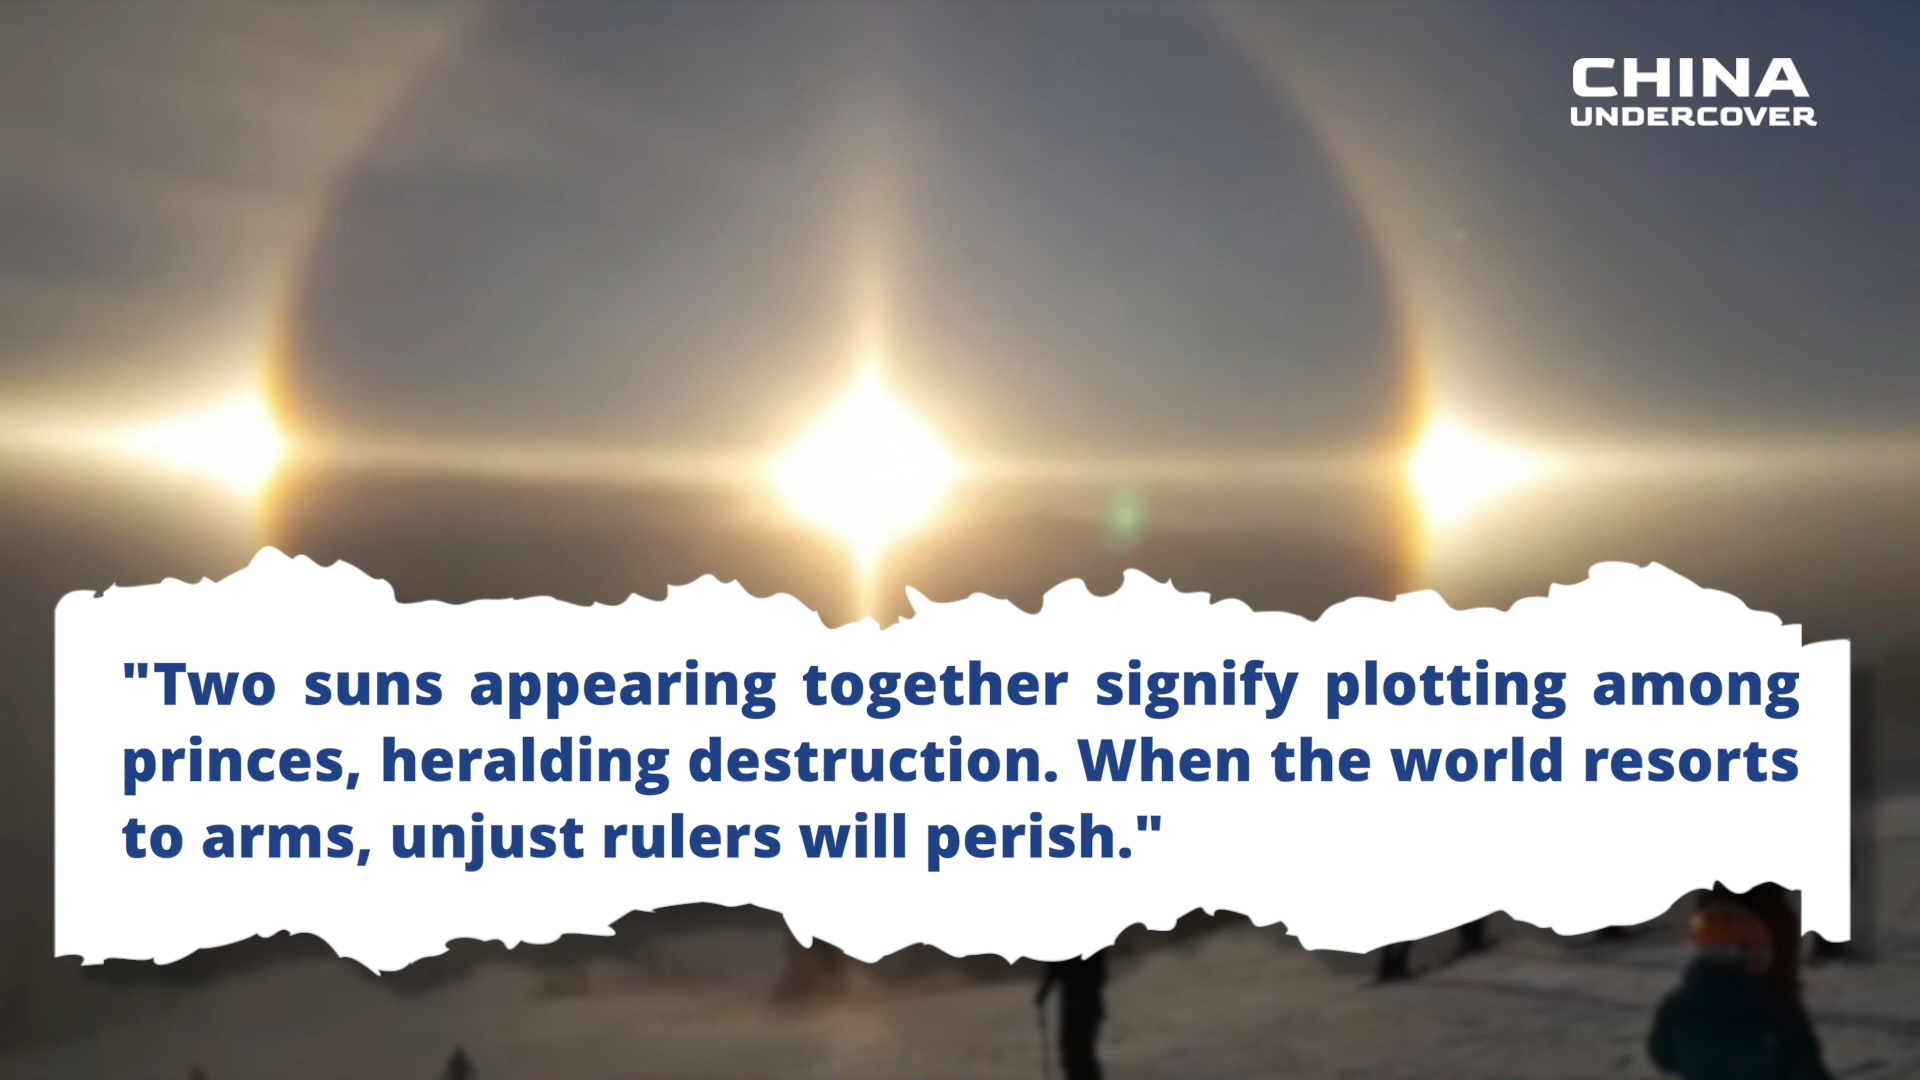 CHINA
UNDERCOVER
"Two suns appearing together signify plotting among
princes, heralding destruction. When the world resorts
to arms, unjust rulers will perish."